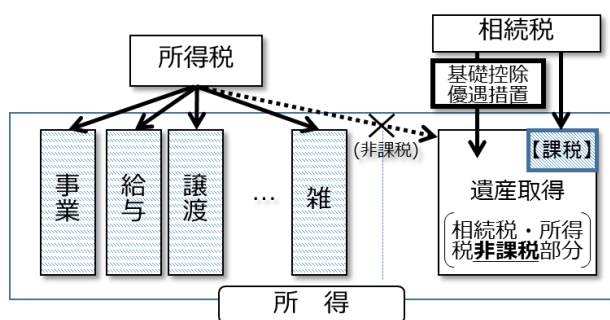 所得税
相続税
基礎控除
優遇措置
(非課税)
【課税】
事業
給与
譲渡
…
雑
遺産取得
相続税・所得
税非課税部分
所 得